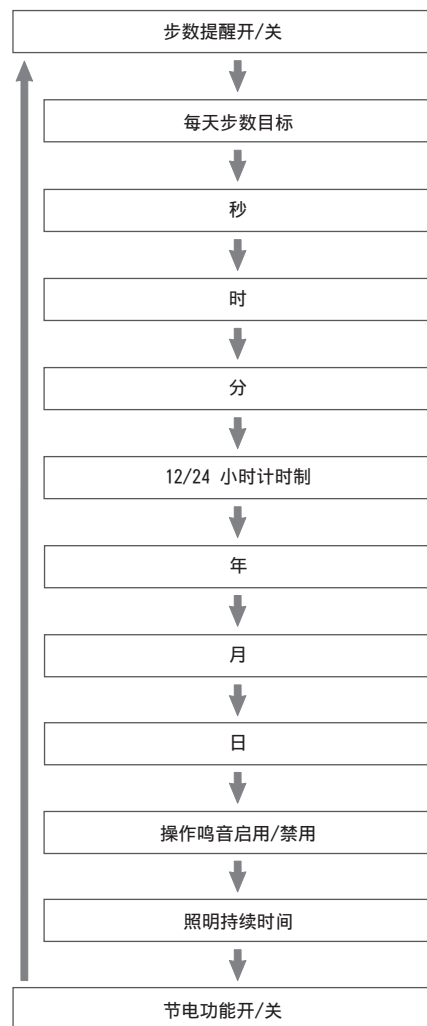 步数提醒开/关
每天步数目标
秒
时
分
12/24 小时计时制
年
月
日
操作鸣音启用/禁用
照明持续时间
节电功能开/关